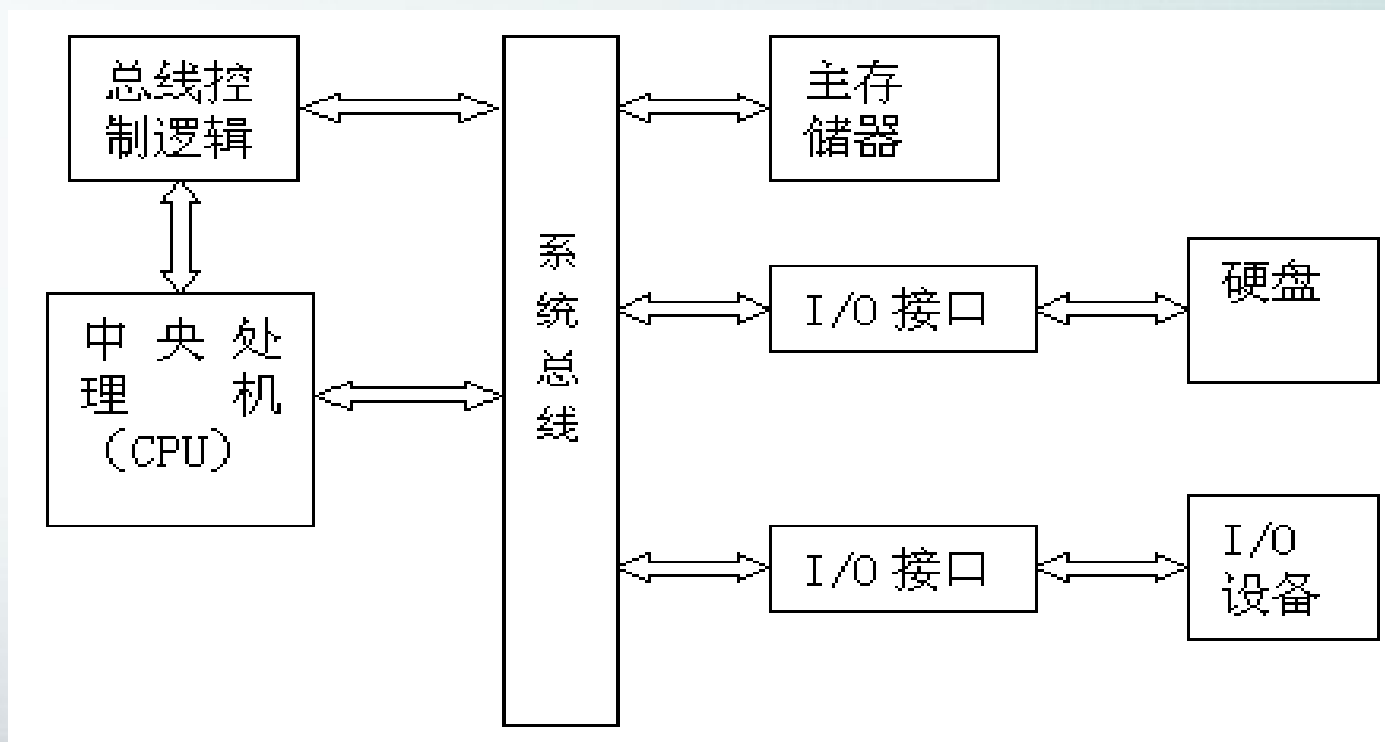 总线控
制逻辑
中央处
理机
（CPU）
系
统
总
线
主存
储器
I/O 接口
硬盘
I/O 接口
I/O
设备